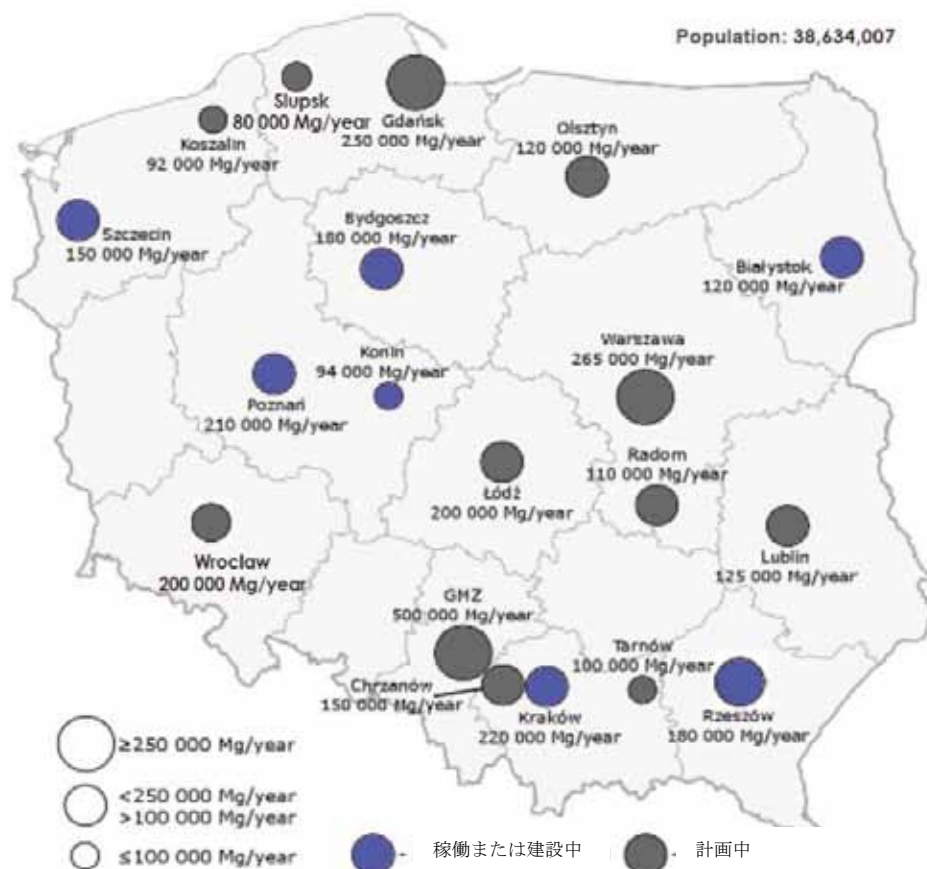 Population: 38,634,007
Słupsk
80 000 Mg/year
Gdańsk
250 000 Mg/year
Koszalin
92 000 Mg/year
Olsztyn
120 000 Mg/year
Szczecin
150 000 Mg/year
Bydgoszcz
180 000 Mg/year
Białystok
120 000 Mg/year
Warszawa
265 000 Mg/year
Konin
94 000 Mg/year
Poznań
210 000 Mg/year
Radom
110 000 Mg/year
Łódź
200 000 Mg/year
Wrocław
200 000 Mg/year
Lublin
125 000 Mg/year
GMZ
500 000 Mg/year
Tarnów
100 000 Mg/year
Chrzanów
150 000 Mg/year
Kraków
220 000 Mg/year
Rzeszów
180 000 Mg/year
≥250 000 Mg/year
<250 000 Mg/year
>100 000 Mg/year
≤100 000 Mg/year
- 稼働または建設中
- 計画中